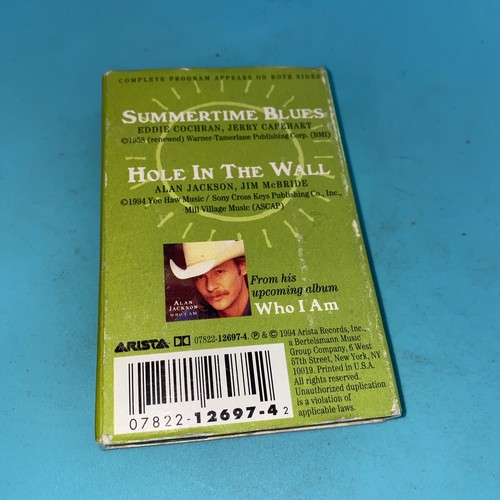 COMPLETE PROGRAM APPEARS ON BOTH SIDES
SUMMERTIME BLUES
EDDIE COCHRAN, JERRY CAPEHART
©1958 (renewed) Warner-Tamerlane Publishing Corp. (BMI)
HOLE IN THE WALL
ALAN JACKSON, JIM MCBRIDE
©1994 Yee Haw Music / Sony Cross Keys Publishing Co., Inc.,
Mill Village Music (ASCAP)
ALAN
JACKSON
WHO I AM
From his
upcoming album
Who I Am
ARISTA 07822-12697-4. ℗ & © 1994 Arista Records, Inc.,
a Bertelsmann Music
Group Company, 6 West
57th Street, New York, NY
10019. Printed in U.S.A.
All rights reserved.
Unauthorized duplication
is a violation of
applicable laws.
07822-12697-4 2